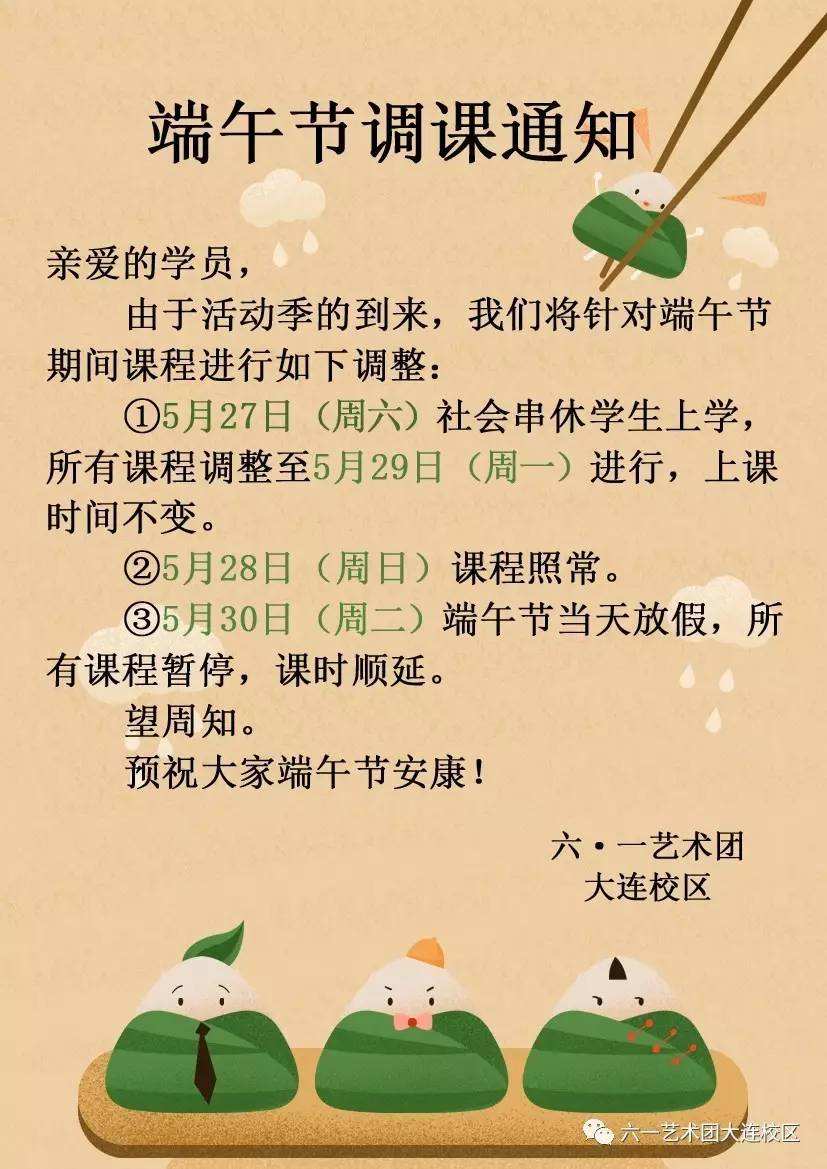 端午节调课通知
亲爱的学员，
由于活动季的到来，我们将针对端午节
期间课程进行如下调整：
①5月27日（周六）社会串休学生上学，
所有课程调整至5月29日（周一）进行，上课
时间不变。
②5月28日（周日）课程照常。
③5月30日（周二）端午节当天放假，所
有课程暂停，课时顺延。
望周知。
预祝大家端午节安康！
六·一艺术团
大连校区
六一艺术团大连校区